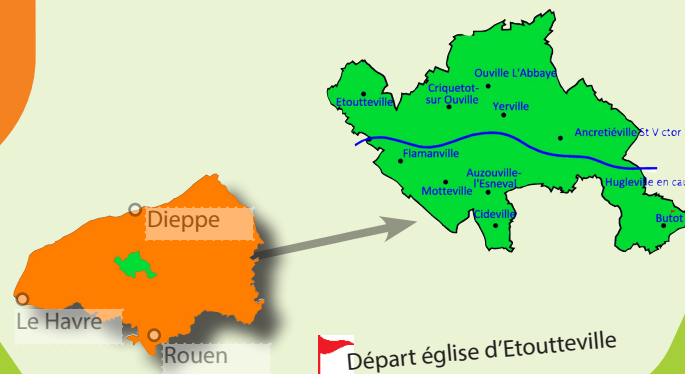 Ouville L'Abbaye
Criquetot-
sur Ouville
Etoutteville
Yerville
Ancretiéville St V ctor
Flamanville
Auzouville-
l'Esneval
Motteville
Hugleville en cau
Cideville
Butot
Dieppe
Le Havre
Rouen
Départ église d'Etoutteville